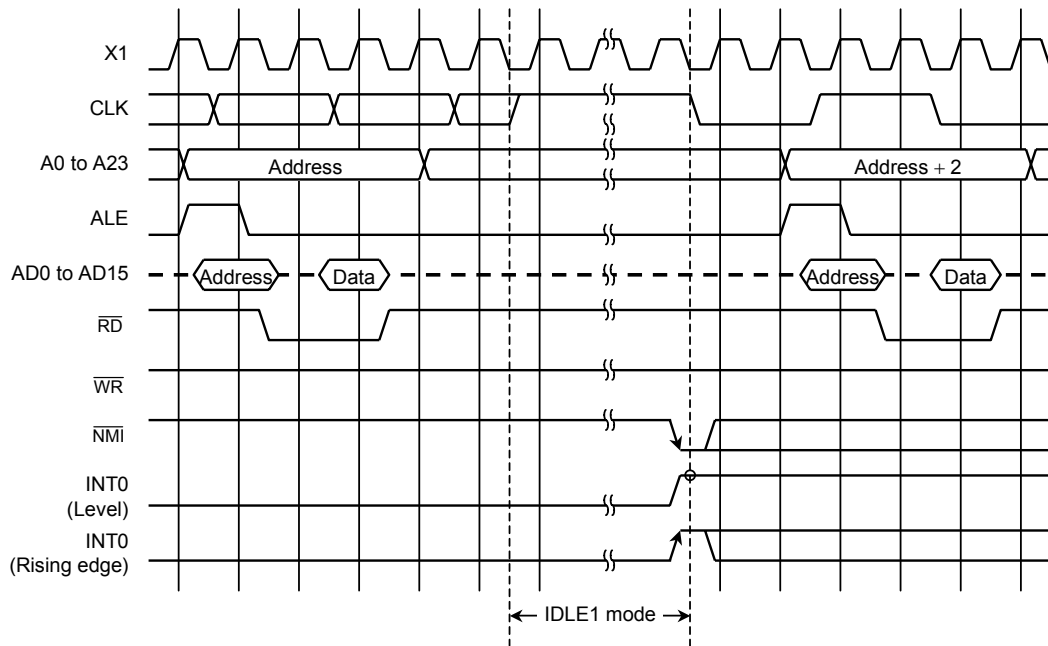 X1
CLK
A0 to A23
Address
Address + 2
ALE
AD0 to AD15
Address
Data
Address
Data
RD
WR
NMI
INT0
(Level)
INT0
(Rising edge)
IDLE1 mode